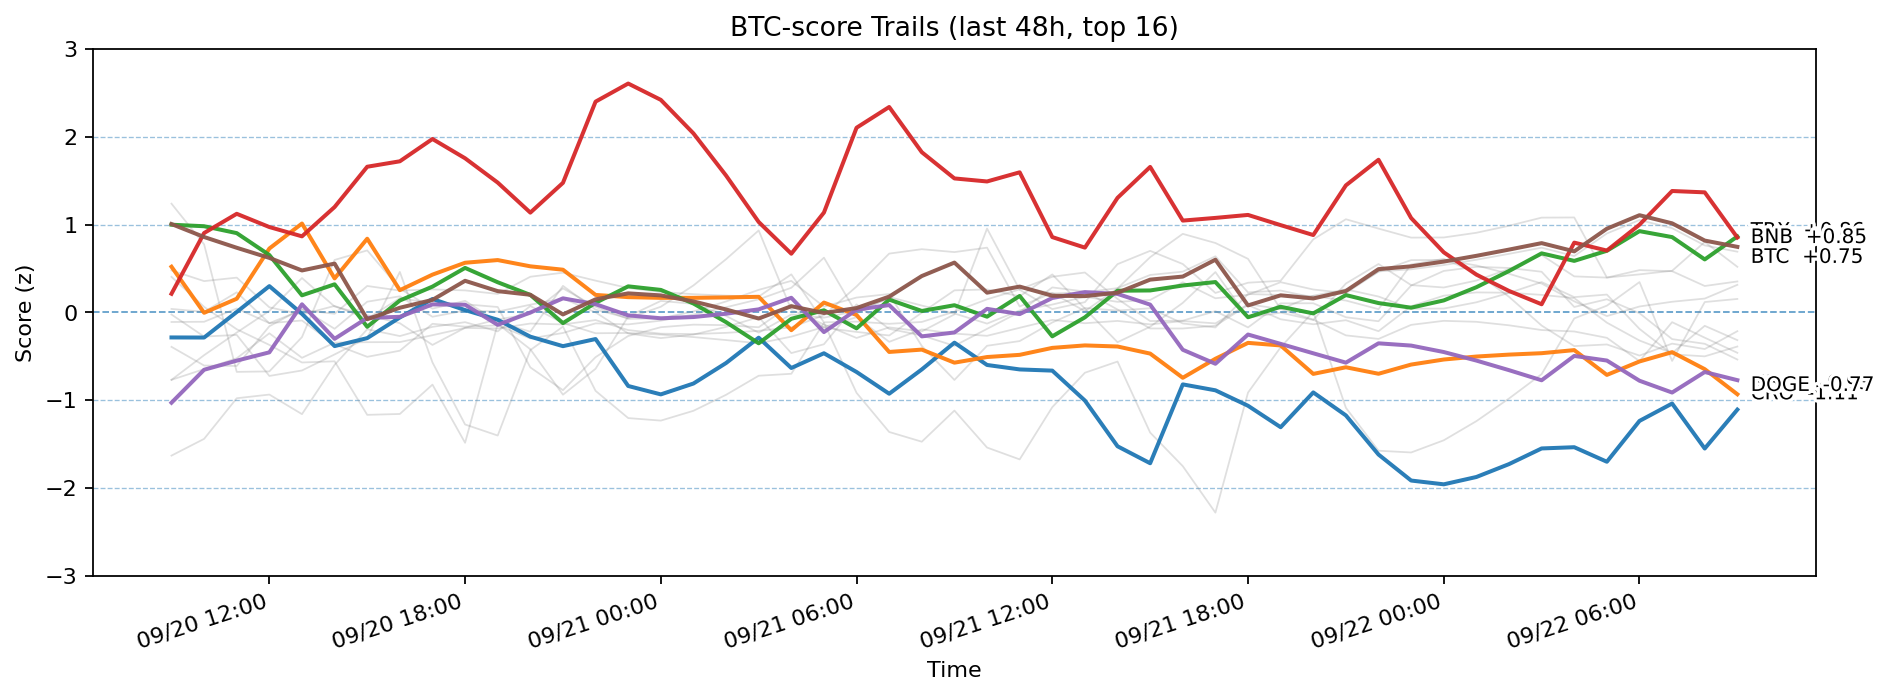 BTC-score Trails (last 48h, top 16)
Score (z)
3
2
1
0
−1
−2
−3
BNB +0.85
BTC +0.75
DOGE -0.77
09/20 12:00
09/20 18:00
09/21 00:00
09/21 06:00
09/21 12:00
09/21 18:00
09/22 00:00
09/22 06:00
Time